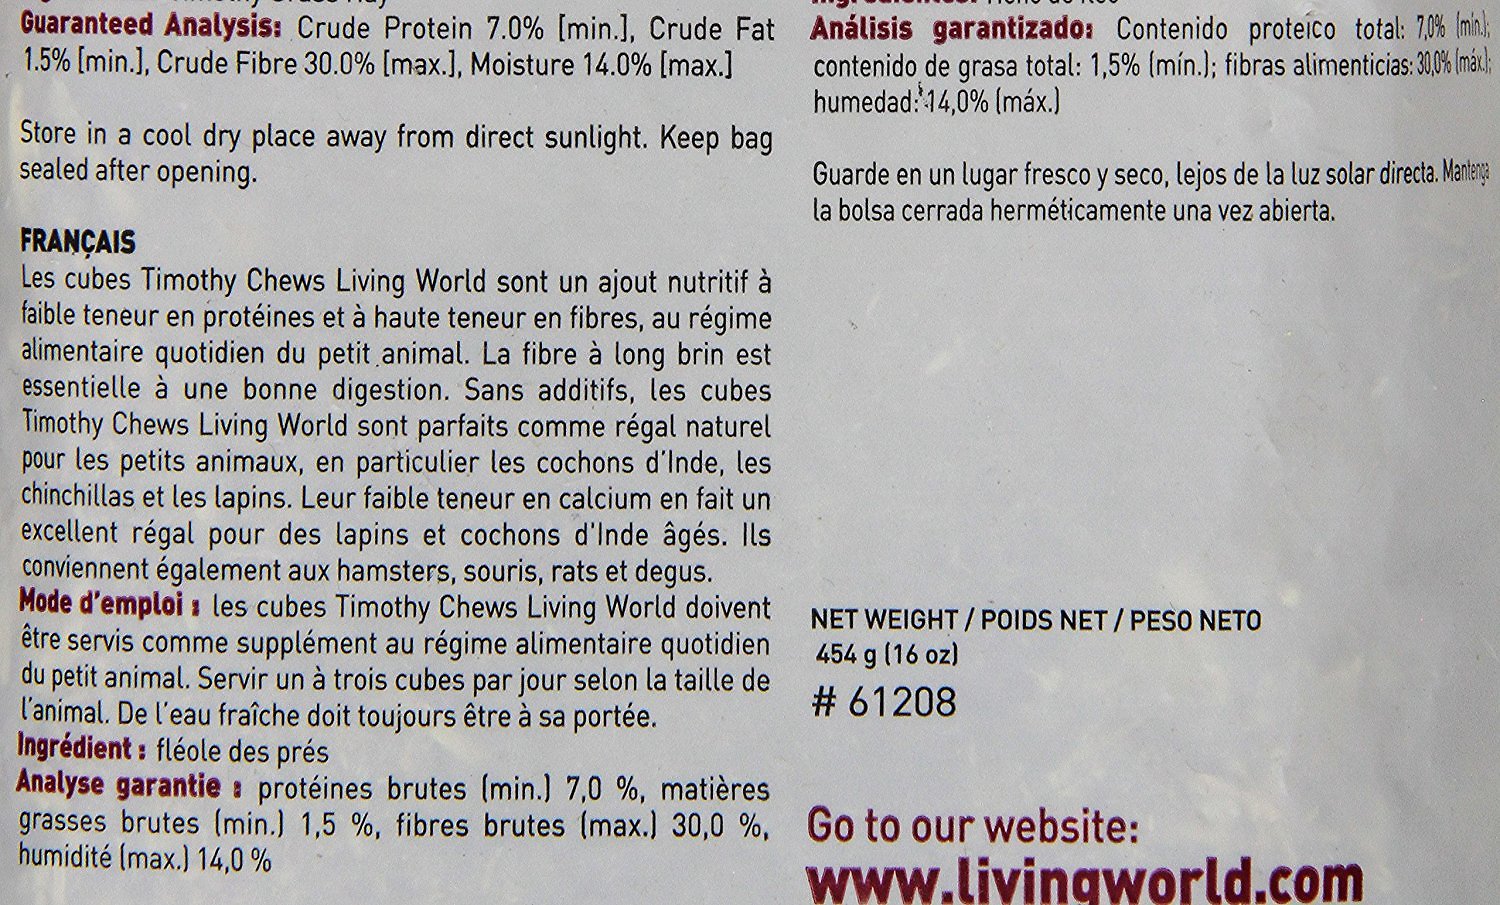 Timothy Grass Hay
Guaranteed Analysis: Crude Protein 7.0% [min.], Crude Fat
1.5% [min.], Crude Fibre 30.0% [max.], Moisture 14.0% [max.]
Store in a cool dry place away from direct sunlight. Keep bag
sealed after opening.
FRANÇAIS
Les cubes Timothy Chews Living World sont un ajout nutritif à
faible teneur en protéines et à haute teneur en fibres, au régime
alimentaire quotidien du petit animal. La fibre à long brin est
essentielle à une bonne digestion. Sans additifs, les cubes
Timothy Chews Living World sont parfaits comme régal naturel
pour les petits animaux, en particulier les cochons d'Inde, les
chinchillas et les lapins. Leur faible teneur en calcium en fait un
excellent régal pour des lapins et cochons d'Inde âgés. Ils
conviennent également aux hamsters, souris, rats et degus.
Mode d'emploi : les cubes Timothy Chews Living World doivent
être servis comme supplément au régime alimentaire quotidien
du petit animal. Servir un à trois cubes par jour selon la taille de
l'animal. De l'eau fraîche doit toujours être à sa portée.
Ingrédient : fléole des prés
Analyse garantie : protéines brutes (min.) 7,0 %, matières
grasses brutes (min.) 1,5 %, fibres brutes (max.) 30,0 %,
humidité (max.) 14,0 %
Ingredientes: Heno de
Análisis garantizado: Contenido proteico total: 7,0% (mín.);
contenido de grasa total: 1,5% (mín.); fibras alimenticias: 30,0% (máx.);
humedad: 14,0% (máx.)
Guarde en un lugar fresco y seco, lejos de la luz solar directa. Mantenga
la bolsa cerrada herméticamente una vez abierta.
NET WEIGHT / POIDS NET / PESO NETO
454 g (16 oz)
# 61208
Go to our website:
www.livingworld.com